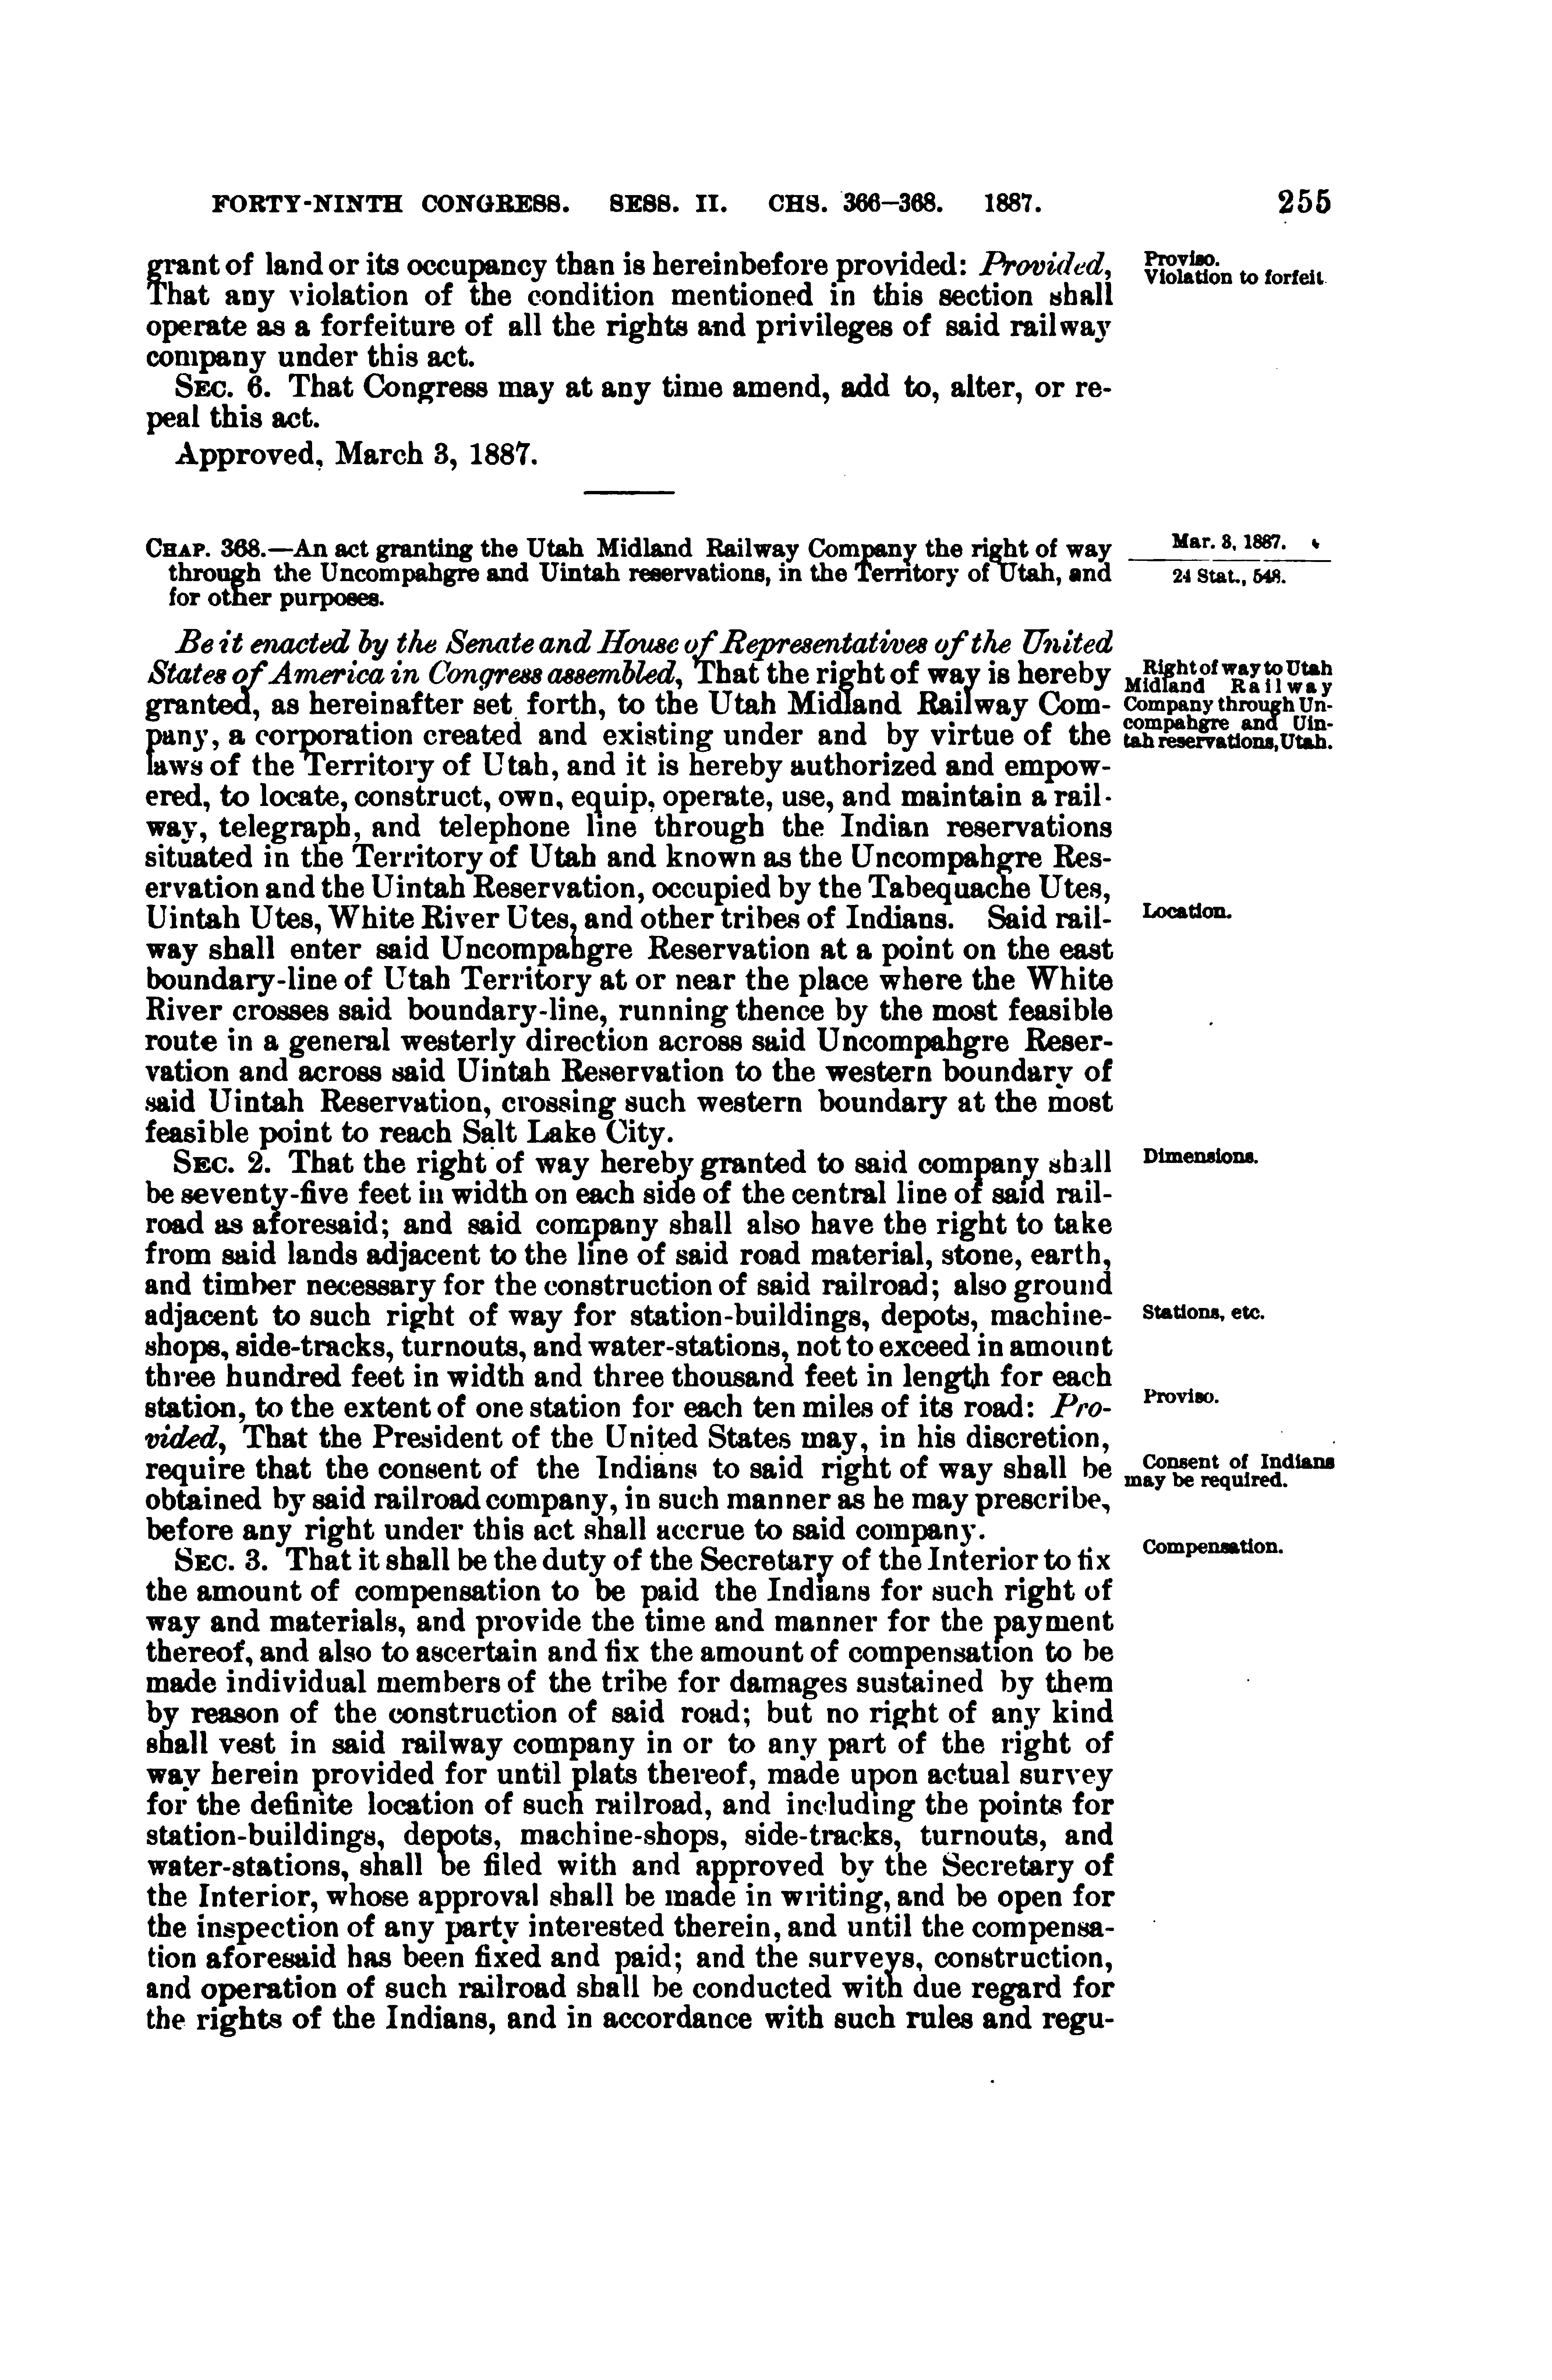 FORTY-NINTH CONGRESS. SESS. II. CHS. 366–368. 1887. 255
grant of land or its occupancy than is hereinbefore provided: Provided,
That any violation of the condition mentioned in this section shall
operate as a forfeiture of all the rights and privileges of said railway
company under this act.
Proviso.
Violation to forfeit
SEC. 6. That Congress may at any time amend, add to, alter, or re-
peal this act.
Approved, March 3, 1887.
CHAP. 368.—An act granting the Utah Midland Railway Company the right of way
through the Uncompahgre and Uintah reservations, in the Territory of Utah, and
for other purposes.
Mar. 3, 1887.
24 Stat., 548.
Be it enacted by the Senate and House of Representatives of the United
States of America in Congress assembled, That the right of way is hereby
granted, as hereinafter set forth, to the Utah Midland Railway Com-
pany, a corporation created and existing under and by virtue of the
laws of the Territory of Utah, and it is hereby authorized and empow-
ered, to locate, construct, own, equip, operate, use, and maintain a rail-
way, telegraph, and telephone line through the Indian reservations
situated in the Territory of Utah and known as the Uncompahgre Res-
ervation and the Uintah Reservation, occupied by the Tabequache Utes,
Uintah Utes, White River Utes, and other tribes of Indians. Said rail-
way shall enter said Uncompahgre Reservation at a point on the east
boundary-line of Utah Territory at or near the place where the White
River crosses said boundary-line, running thence by the most feasible
route in a general westerly direction across said Uncompahgre Reser-
vation and across said Uintah Reservation to the western boundary of
said Uintah Reservation, crossing such western boundary at the most
feasible point to reach Salt Lake City.
Right of way to Utah
Midland Railway
Company through Un-
compahgre and Uin-
tah reservations, Utah.
Location.
SEC. 2. That the right of way hereby granted to said company shall
be seventy-five feet in width on each side of the central line of said rail-
road as aforesaid; and said company shall also have the right to take
from said lands adjacent to the line of said road material, stone, earth,
and timber necessary for the construction of said railroad; also ground
adjacent to such right of way for station-buildings, depots, machine-
shops, side-tracks, turnouts, and water-stations, not to exceed in amount
three hundred feet in width and three thousand feet in length for each
station, to the extent of one station for each ten miles of its road: Pro-
vided, That the President of the United States may, in his discretion,
require that the consent of the Indians to said right of way shall be
obtained by said railroad company, in such manner as he may prescribe,
before any right under this act shall accrue to said company.
Dimensions.
Stations, etc.
Proviso.
Consent of Indians
may be required.
SEC. 3. That it shall be the duty of the Secretary of the Interior to fix
the amount of compensation to be paid the Indians for such right of
way and materials, and provide the time and manner for the payment
thereof, and also to ascertain and fix the amount of compensation to be
made individual members of the tribe for damages sustained by them
by reason of the construction of said road; but no right of any kind
shall vest in said railway company in or to any part of the right of
way herein provided for until plats thereof, made upon actual survey
for the definite location of such railroad, and including the points for
station-buildings, depots, machine-shops, side-tracks, turnouts, and
water-stations, shall be filed with and approved by the Secretary of
the Interior, whose approval shall be made in writing, and be open for
the inspection of any party interested therein, and until the compensa-
tion aforesaid has been fixed and paid; and the surveys, construction,
and operation of such railroad shall be conducted with due regard for
the rights of the Indians, and in accordance with such rules and regu-
Compensation.